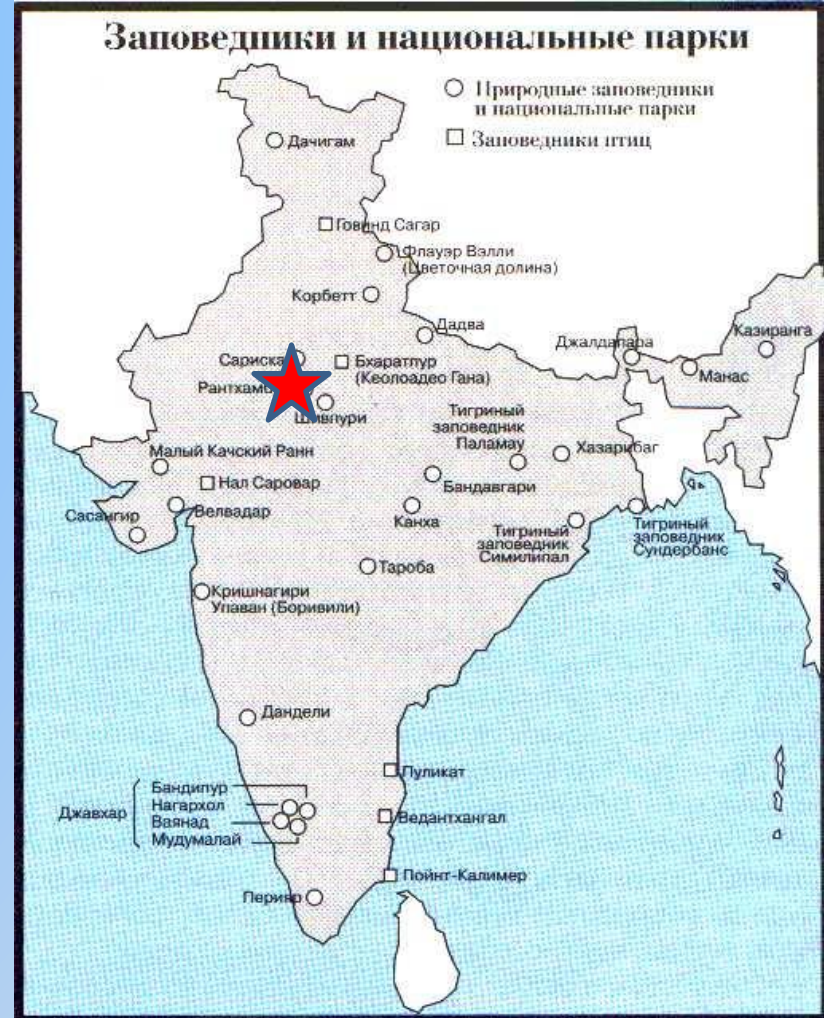 Заповедники и национальные парки
Природные заповедники
и национальные парки
Заповедники птиц
Дачигам
Говинд Сагар
Флауэр Вэлли
(Цветочная долина)
Корбетт
Дадва
Джалдапара
Казиранга
Манас
Сариска
Бхаратпур
(Кеолоадео Гана)
Шивпури
Тигриный
заповедник
Паламау
Хазарибаг
Малый Качский Ранн
Нал Саровар
Бандавгари
Велвадар
Сасангир
Канха
Тигриный
заповедник
Симилипал
Тигриный
заповедник
Сундербанс
Тароба
Кришнагири
Упаван (Боривили)
Дандели
Пуликат
Джавхар
Бандипур
Нагархол
Ваянад
Мудумалай
Ведантхангал
Пойнт-Калимер
Перияр